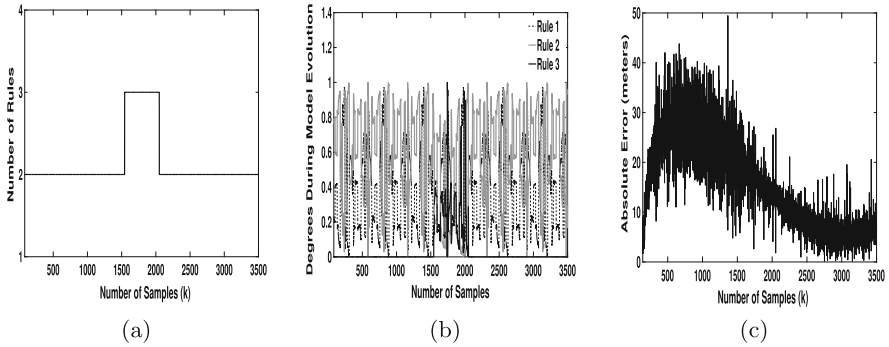 4
3
2
1
Number of Rules
500 1000 1500 2000 2500 3000 3500
Number of Samples (k)
(a)
1.4
1.2
1
0.8
0.6
0.4
0.2
0
Degrees During Model Evolution
Rule 1
Rule 2
Rule 3
500 1000 1500 2000 2500 3000 3500
Number of Samples
(b)
50
40
30
20
10
0
Absolute Error (meters)
500 1000 1500 2000 2500 3000 3500
Number of Samples (k)
(c)